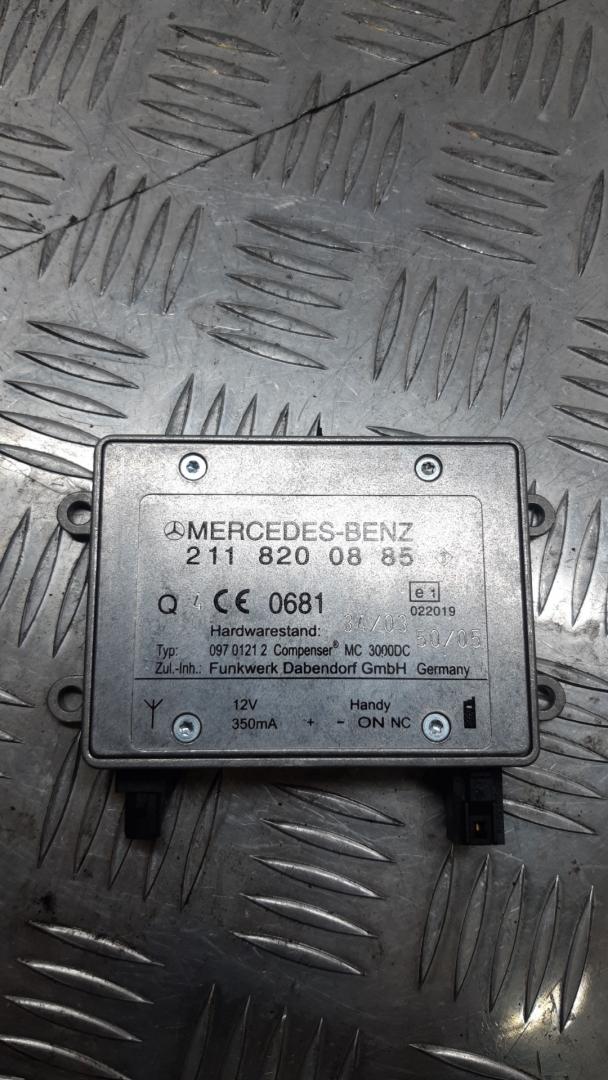 MERCEDES-BENZ
211 820 08 85
Q 4 CE 0681 e1
022019
Hardwarestand: /03
50/05
Typ: 097 0121 2 Compenser® MC 3000DC
Zul.-Inh.: Funkwerk Dabendorf GmbH Germany
12V Handy
350mA + - ON NC